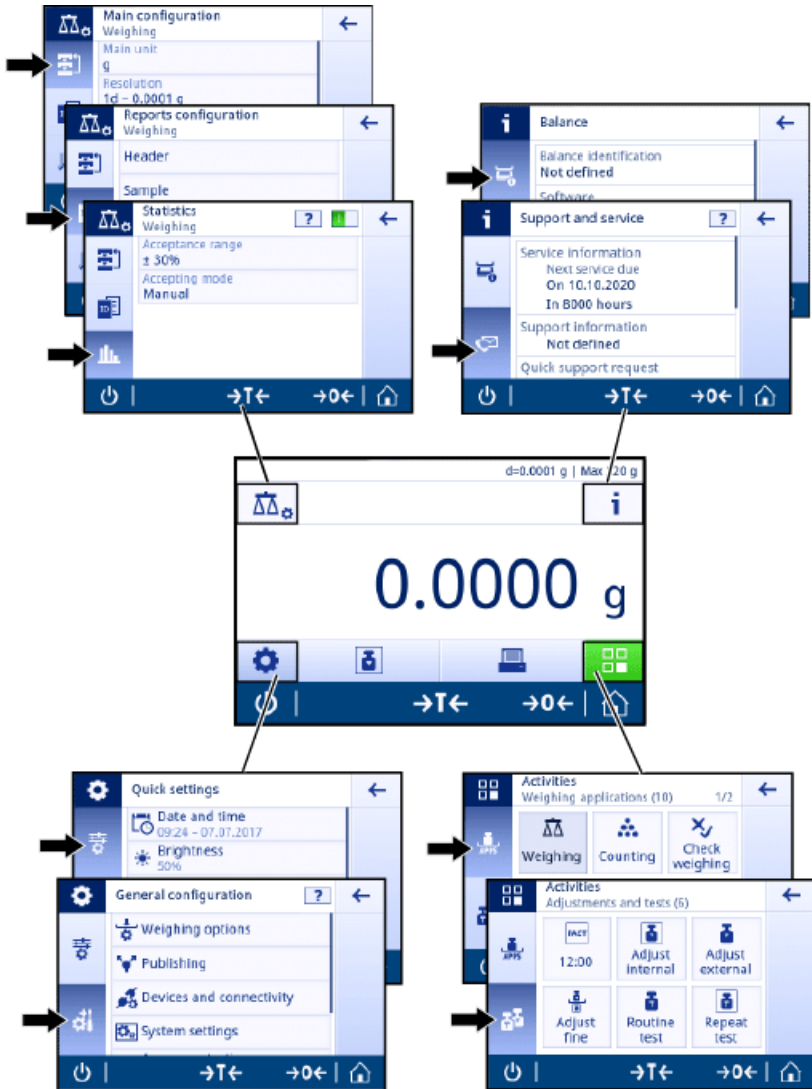 Main configuration
Weighing
Main unit
g
Resolution
1d – 0.0001 g
Reports configuration
Weighing
Header
Sample
Statistics
Weighing
?
Acceptance range
± 30%
Accepting mode
Manual
→T← →0←
i Balance
Balance identification
Not defined
Software
i Support and service ?
Service information
Next service due
On 10.10.2020
In 8000 hours
Support information
Not defined
Quick support request
→T← →0←
d=0.0001 g | Max 120 g
i
0.0000 g
→T← →0←
Quick settings
Date and time
09:24 – 07.07.2017
Brightness
50%
General configuration ?
Weighing options
Publishing
Devices and connectivity
System settings
→T← →0←
Activities
Weighing applications (10) 1/2
APPS
Weighing
Counting
Check
weighing
Activities
Adjustments and tests (6)
APPS
FACT
12:00
Adjust
internal
Adjust
external
Adjust
fine
Routine
test
Repeat
test
→T← →0←